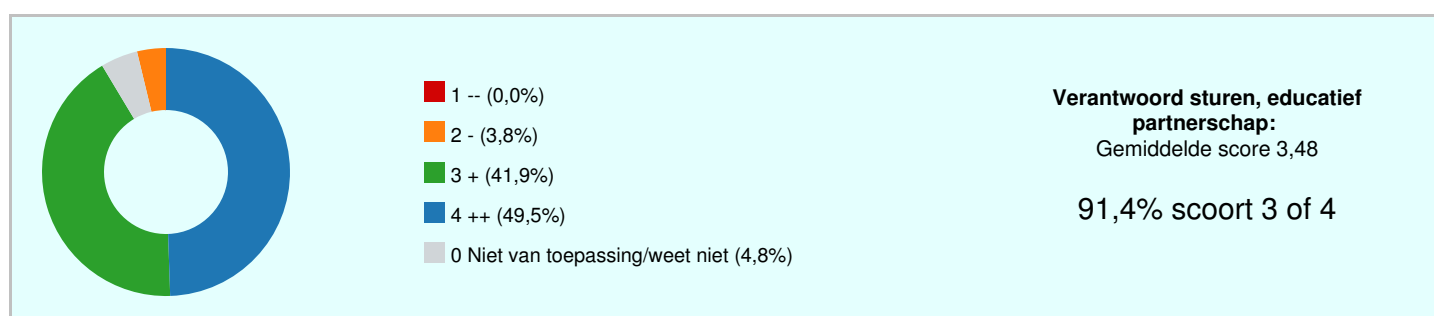 1 -- (0,0%)
2 - (3,8%)
3 + (41,9%)
4 ++ (49,5%)
0 Niet van toepassing/weet niet (4,8%)
Verantwoord sturen, educatief
partnerschap:
Gemiddelde score 3,48
91,4% scoort 3 of 4